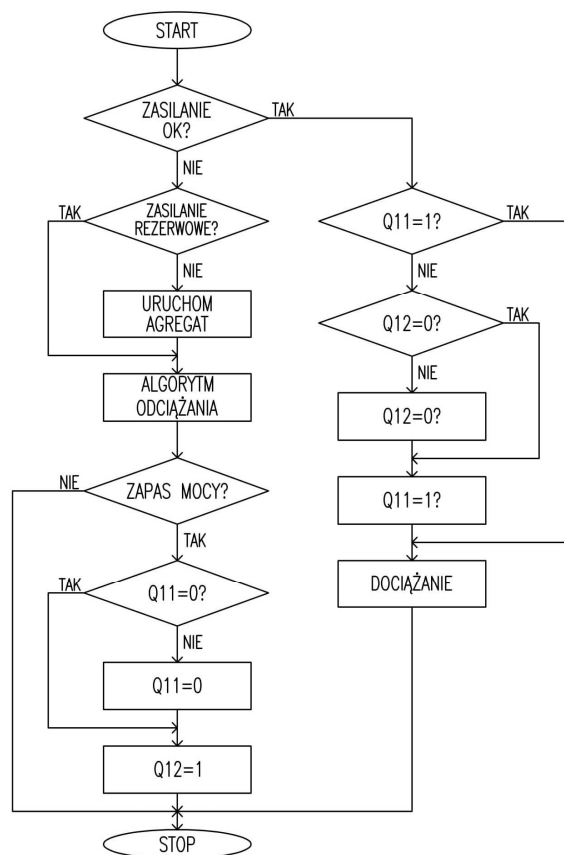 START
ZASILANIE
OK?
TAK
NIE
ZASILANIE
REZERWOWE?
TAK
NIE
URUCHOM
AGREGAT
ALGORYTM
ODCIĄŻANIA
ZAPAS MOCY?
NIE
TAK
Q11=0?
TAK
NIE
Q11=0
Q12=1
STOP
Q11=1?
TAK
NIE
Q12=0?
TAK
NIE
Q12=0?
Q11=1?
DOCIĄŻANIE